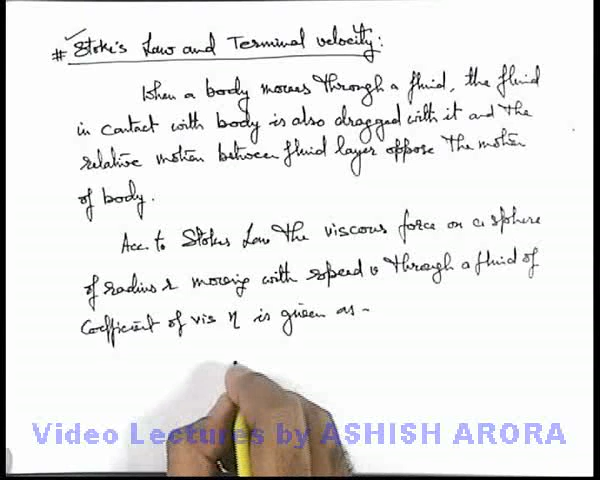 # Stoke's Law and Terminal velocity:
When a body moves through a fluid, the fluid
in contact with body is also dragged with it and the
relative motion between fluid layer oppose the motion
of body.
Acc. to Stokes Law the viscous force on a sphere
of radius r moving with speed v through a fluid of
Coefficient of vis η is given as -
Video Lectures by ASHISH ARORA